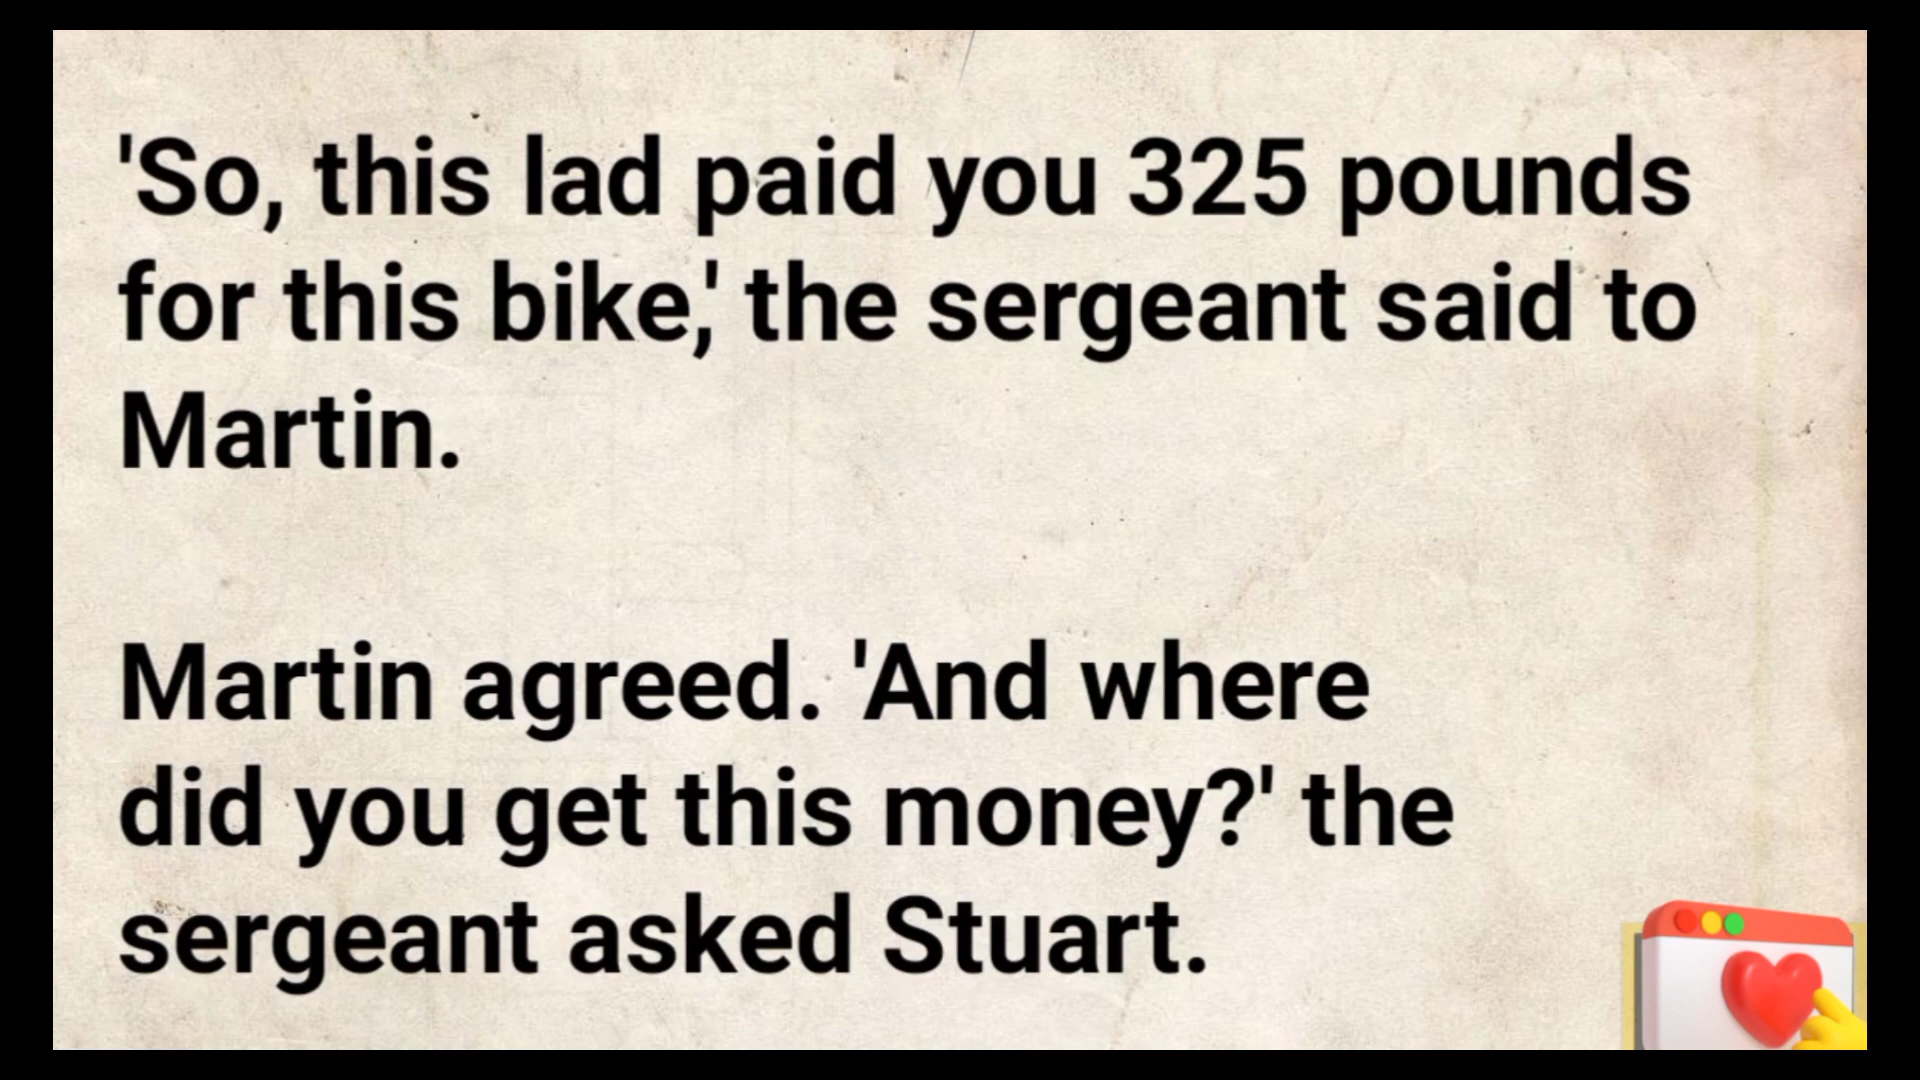 'So, this lad paid you 325 pounds
for this bike,' the sergeant said to
Martin.
Martin agreed. 'And where
did you get this money?' the
sergeant asked Stuart.